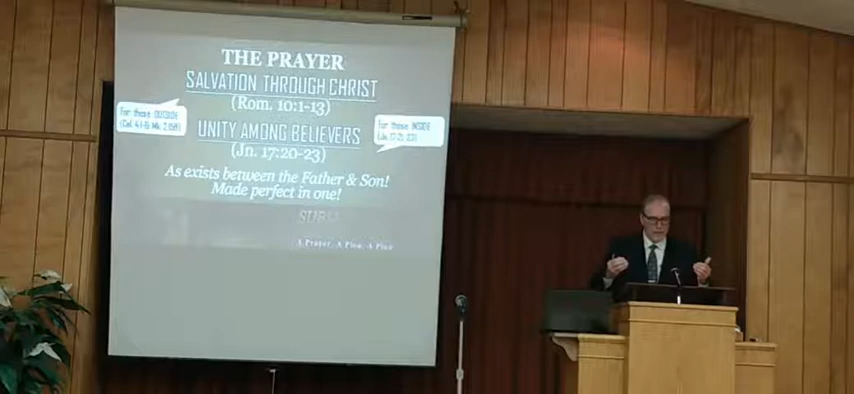 THE PRAYER
SALVATION THROUGH CHRIST
(Rom. 10:1-13)
For those OUTSIDE
UNITY AMONG BELIEVERS
For those INSIDE
(Jn. 17:20-23)
As exists between the Father & Son!
Made perfect in one!
A Prayer, A Plea, A